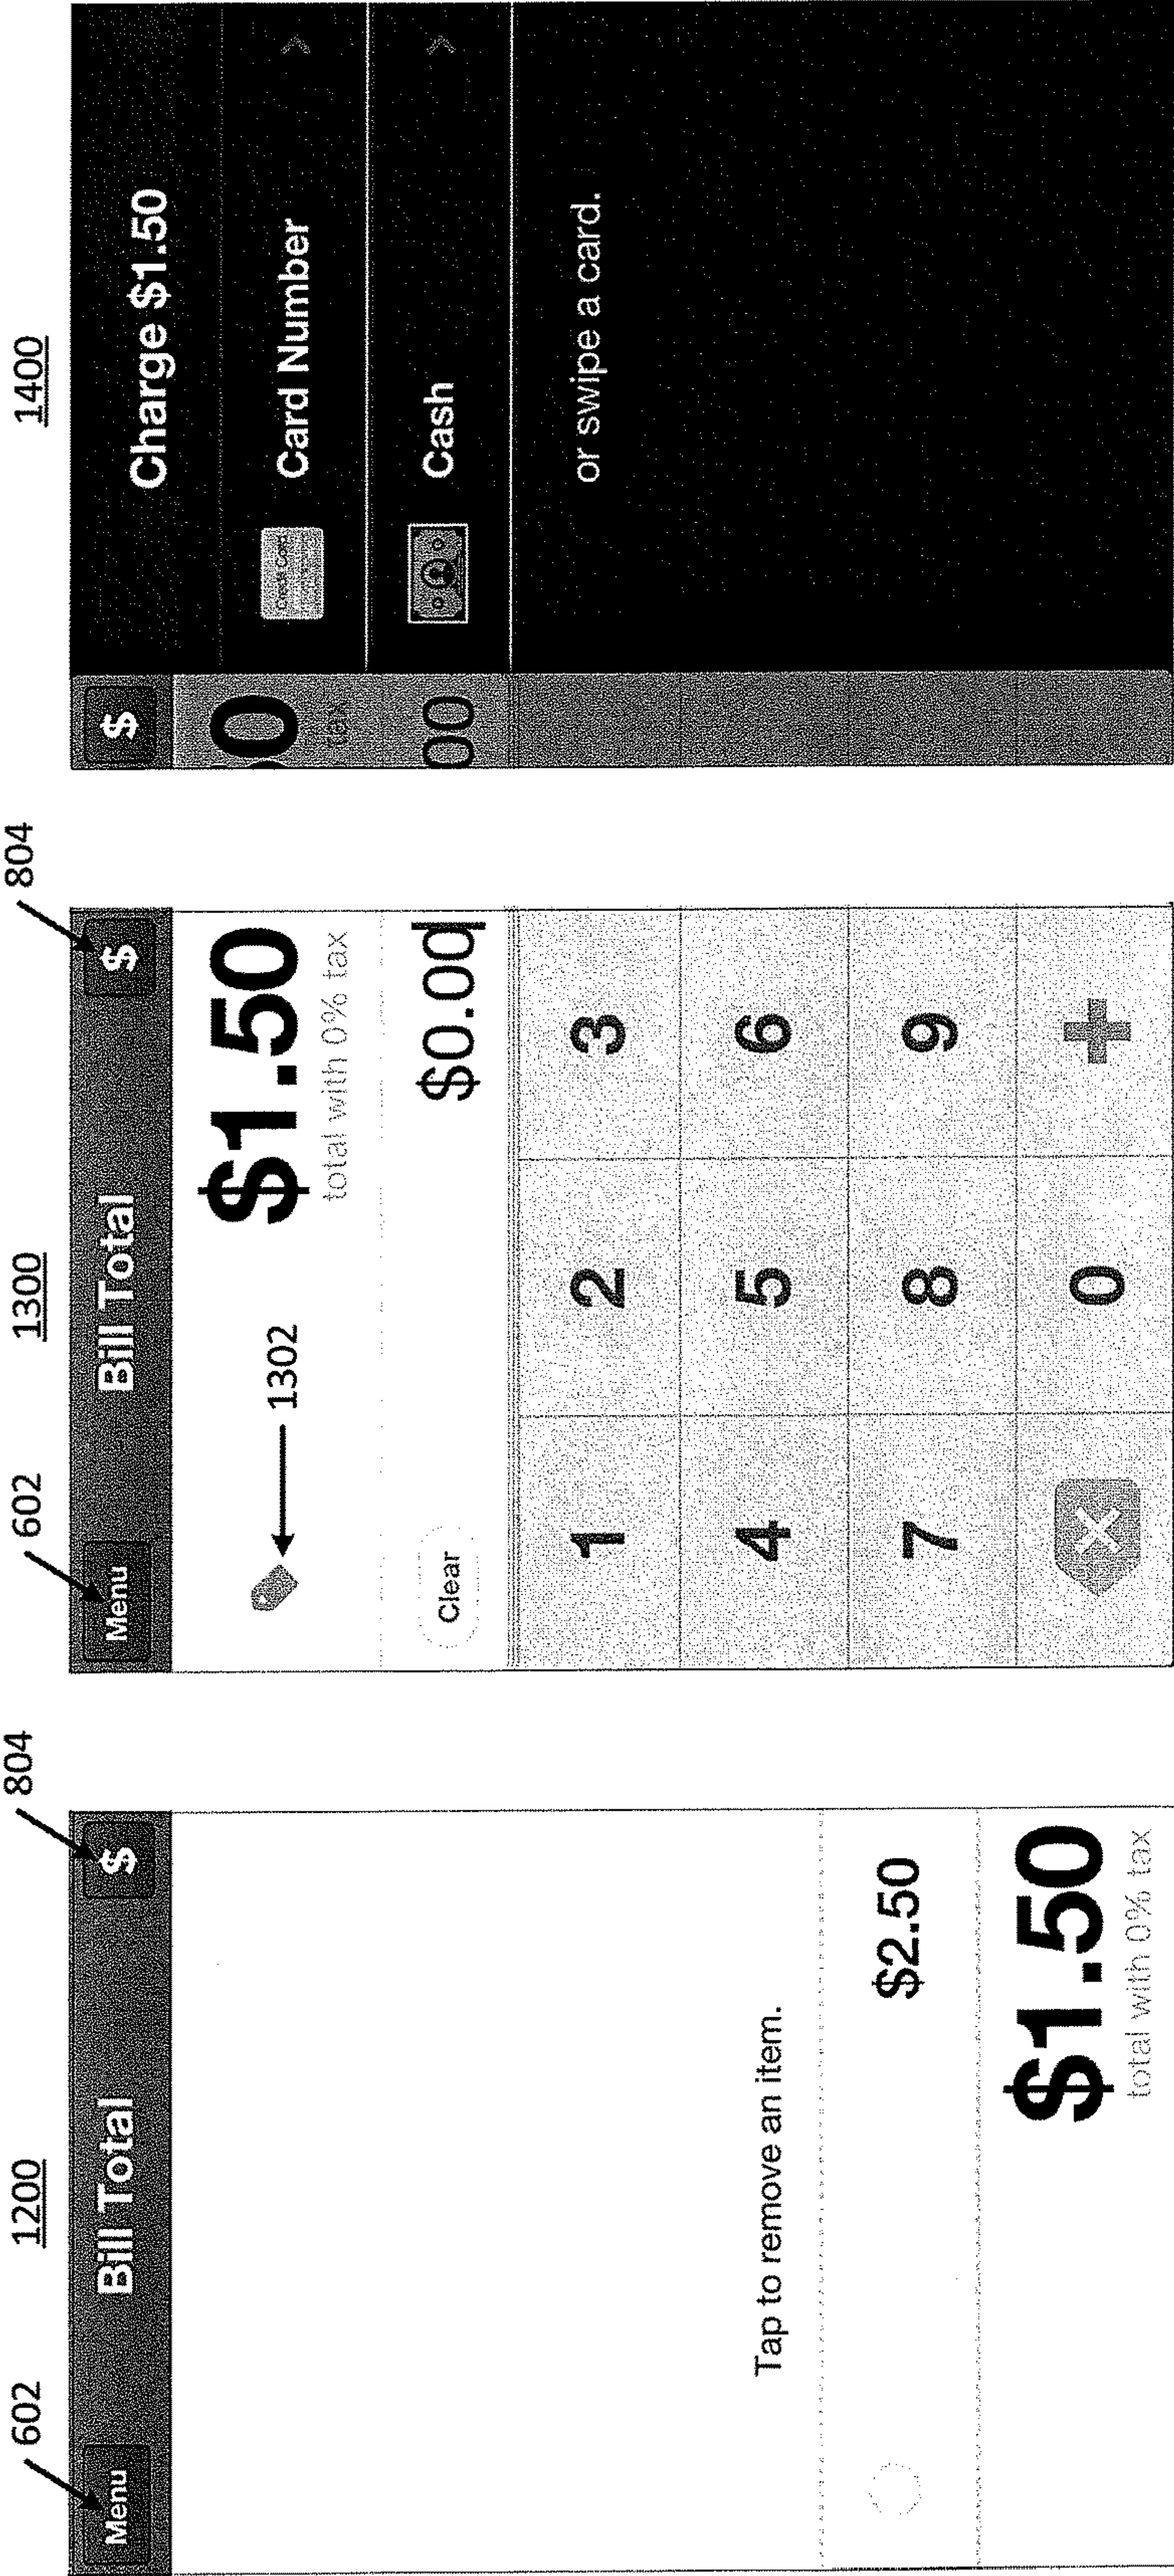 1200
602
804
Menu
Bill Total
$
Tap to remove an item.
$2.50
$1.50
total with 0% tax
1300
602
804
Menu
Bill Total
$
1302
$1.50
total with 0% tax
Clear
$0.00
1 2 3
4 5 6
7 8 9
0 +
1400
$
Charge $1.50
0
tax
Card Number
00
Cash
or swipe a card.